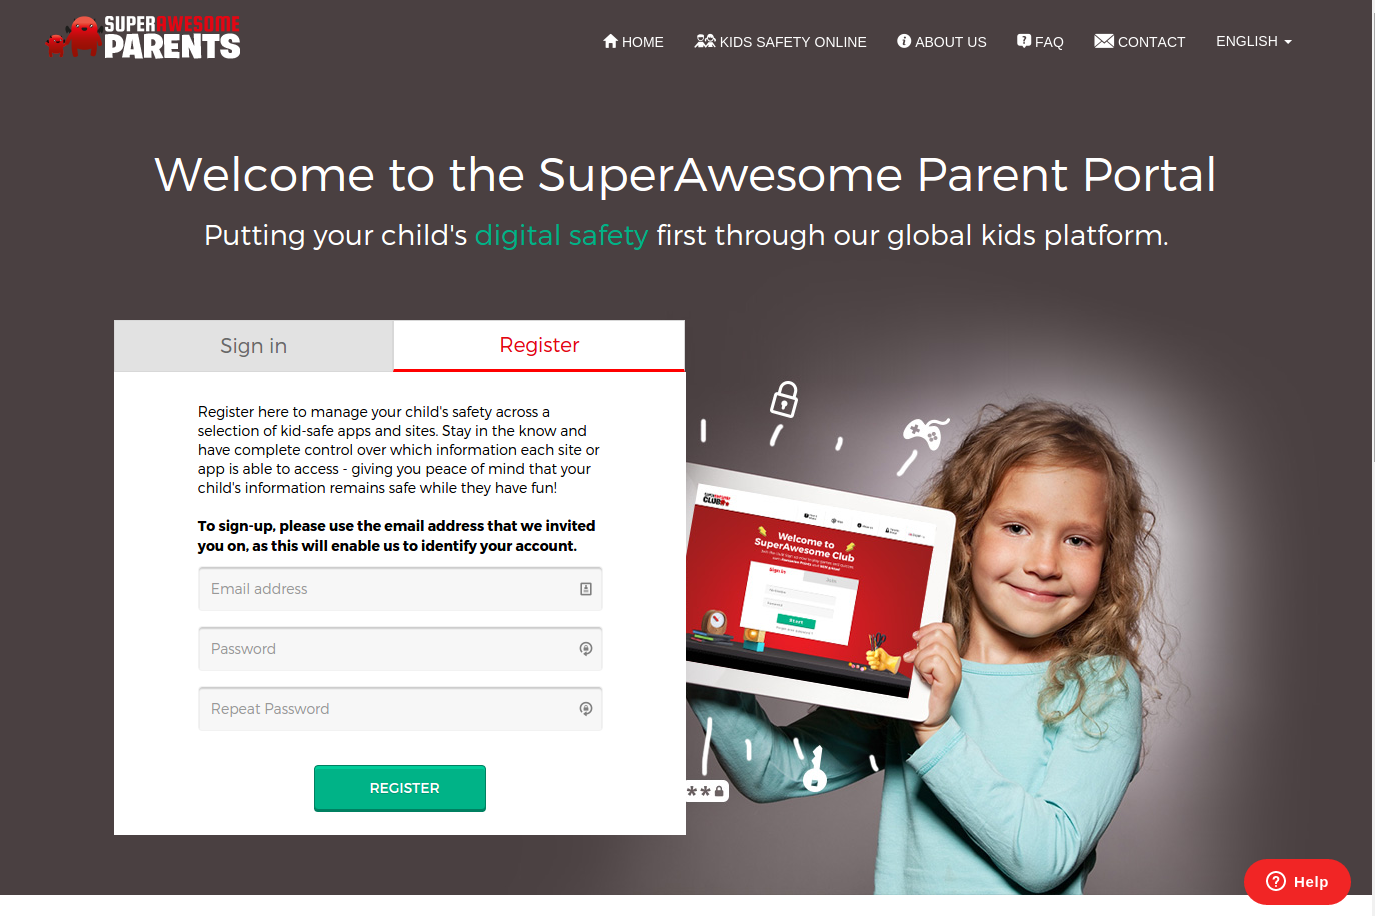 SUPERAWESOME
PARENTS
HOME
KIDS SAFETY ONLINE
ABOUT US
FAQ
CONTACT
ENGLISH
Welcome to the SuperAwesome Parent Portal
Putting your child's digital safety first through our global kids platform.
Sign in
Register
Register here to manage your child's safety across a
selection of kid-safe apps and sites. Stay in the know and
have complete control over which information each site or
app is able to access - giving you peace of mind that your
child's information remains safe while they have fun!
To sign-up, please use the email address that we invited
you on, as this will enable us to identify your account.
Email address
Password
Repeat Password
REGISTER
CLUB
Welcome to
SuperAwesome Club
Sign in
Start
**
Help